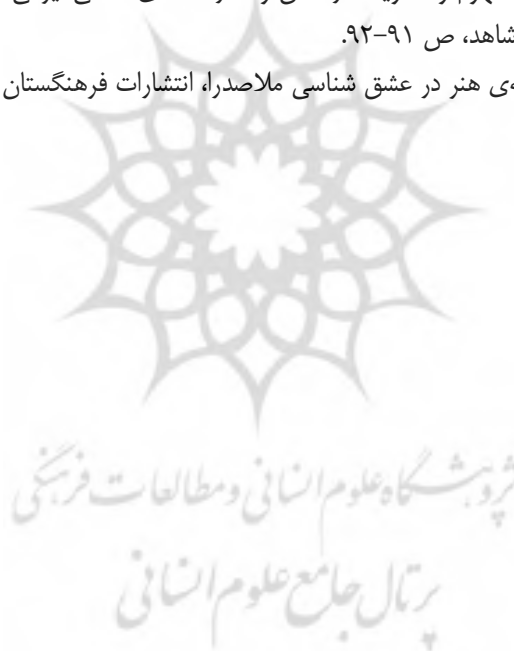 شاهد، ص ۹۱-۹۲.
ه‌ی هنر در عشق شناسی ملاصدرا، انتشارات فرهنگستان
پژوهشگاه علوم انسانی و مطالعات فرهنگی
پرتال جامع علوم انسانی